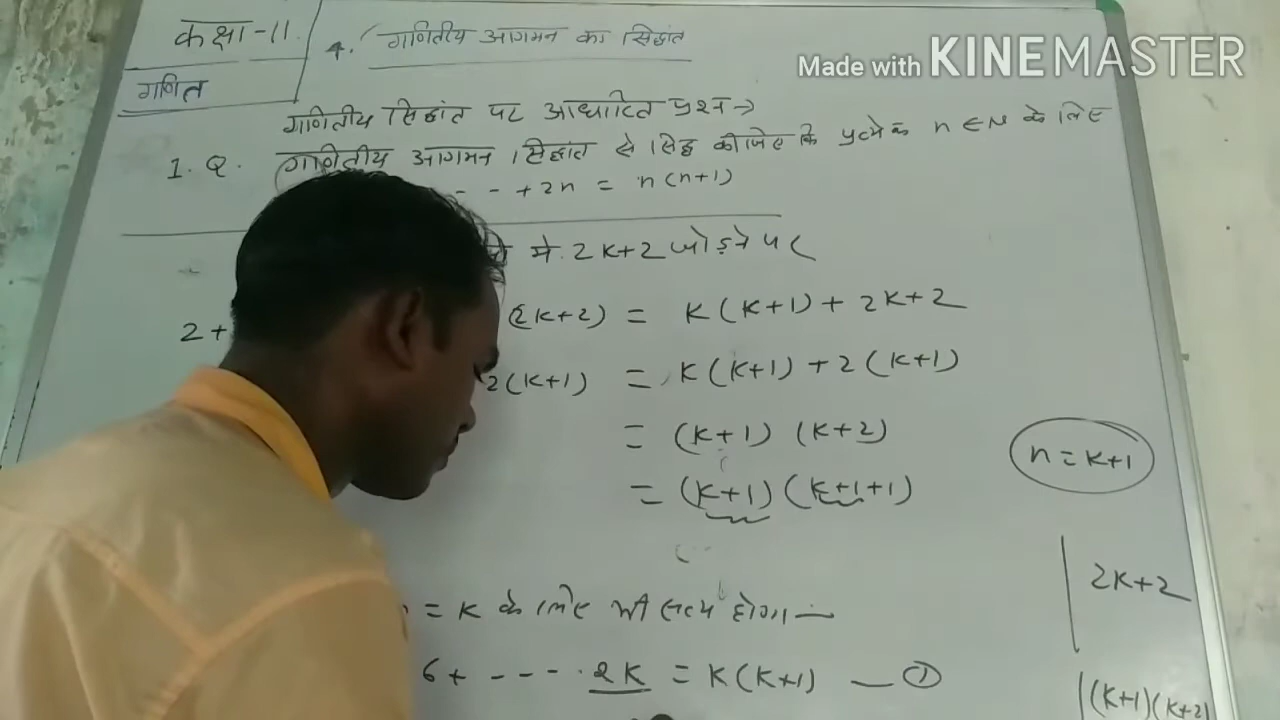 कक्षा-11
गणित
4. गणितीय आगमन का सिद्धांत
Made with KINEMASTER
गणितीय सिद्धांत पर आधारित प्रश्न →
1. Q. गणितीय आगमन सिद्धांत से सिद्ध कीजिए कि प्रत्येक n ∈ N के लिए
- - + 2n = n(n+1)
में 2K+2 जोड़ने पर
2+ (2K+2) = K(K+1) + 2K+2
2(K+1) = K(K+1) + 2(K+1)
= (K+1) (K+2)
= (K+1) (K+1+1)
n = K+1
2K+2
= K के लिए भी सत्य होगा —
6 + - - - · 2K = K(K+1) — ①
(K+1)(K+2)